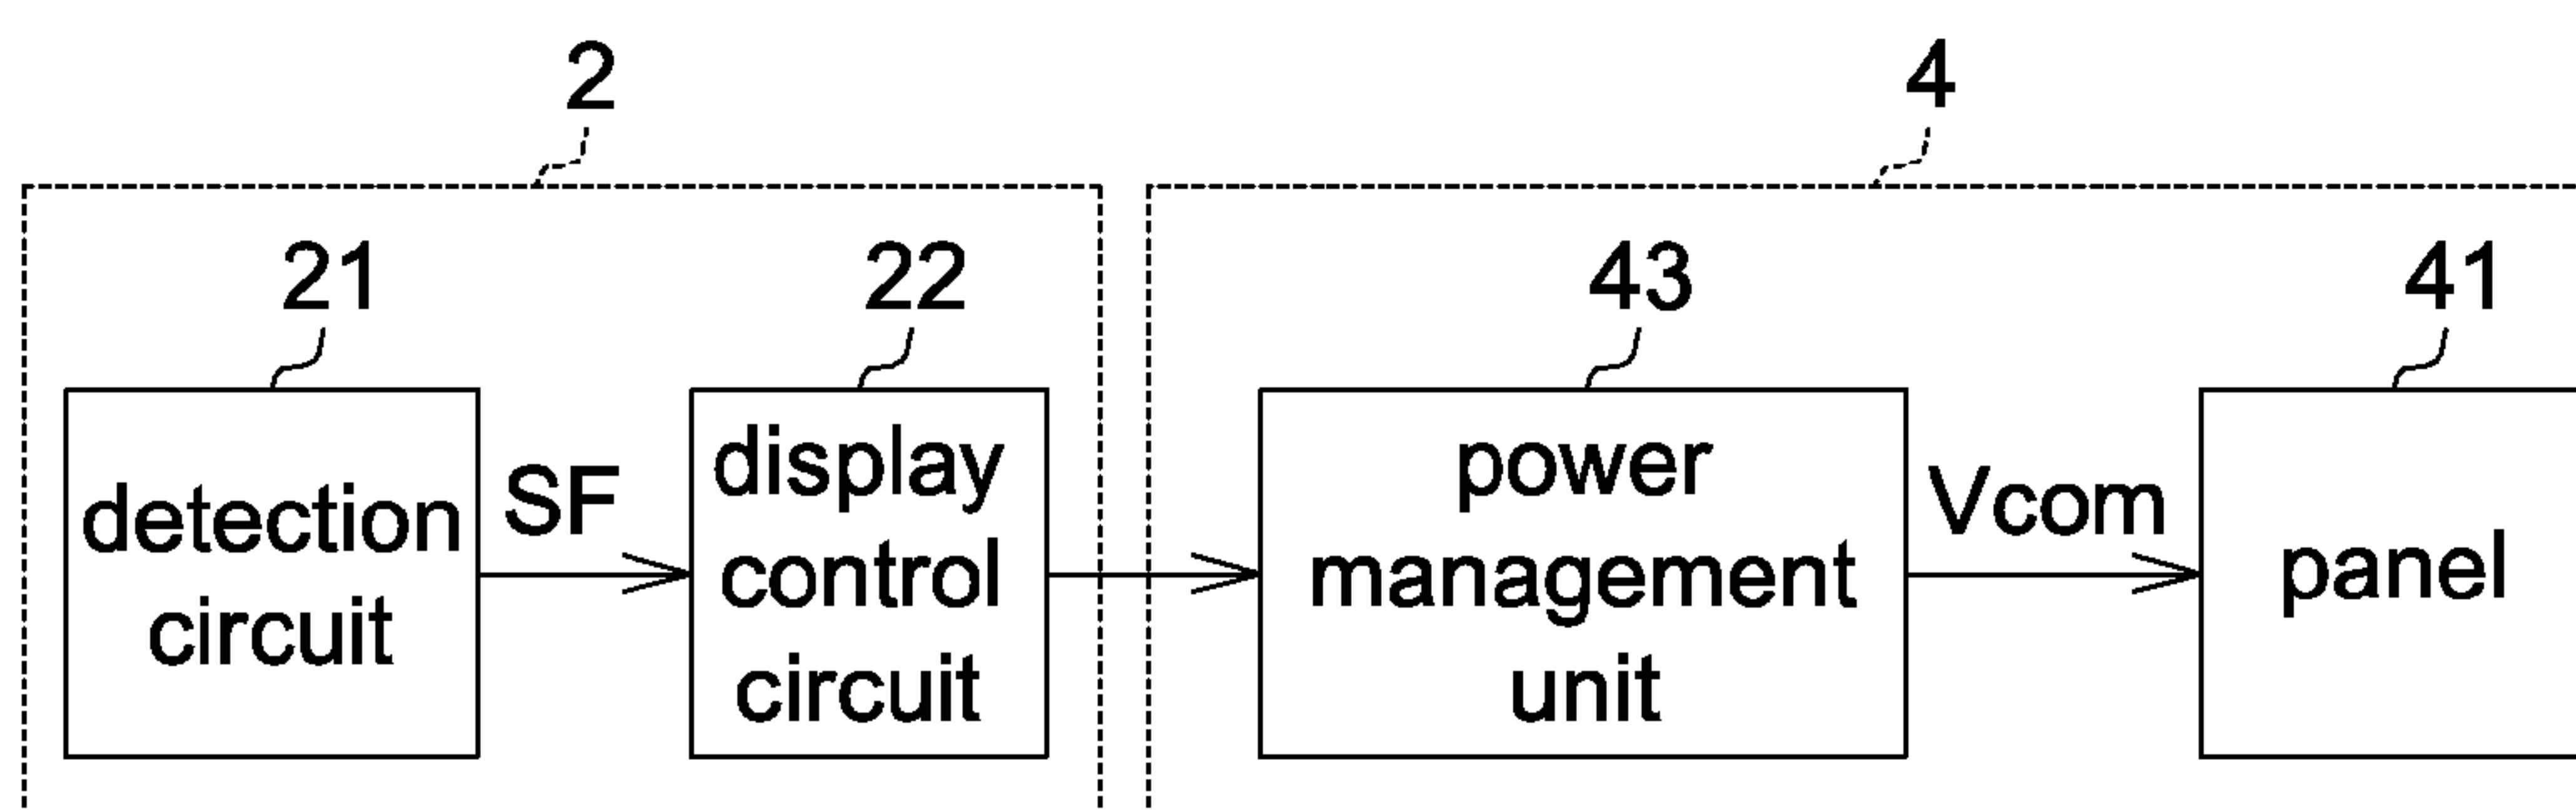 2
4
21
22
43
41
detection
circuit
SF
display
control
circuit
power
management
unit
Vcom
panel